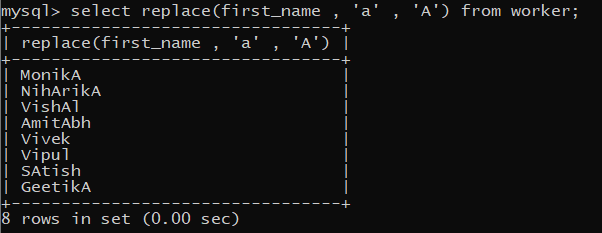 mysql> select replace(first_name , 'a' , 'A') from worker;
+---------------------------------+
| replace(first_name , 'a' , 'A') |
+---------------------------------+
| MonikA                          |
| NihArikA                        |
| VishAl                          |
| AmitAbh                         |
| Vivek                           |
| Vipul                           |
| SAtish                          |
| GeetikA                         |
+---------------------------------+
8 rows in set (0.00 sec)